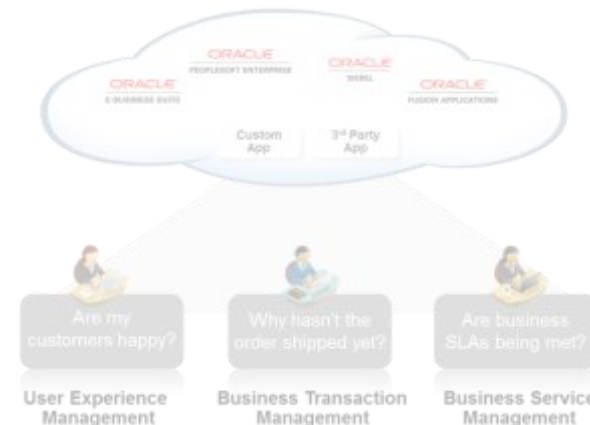 ORACLE
PEOPLESOFT ENTERPRISE
ORACLE
SIEBEL
ORACLE
E-BUSINESS SUITE
ORACLE
FUSION APPLICATIONS
Custom
App
3rd Party
App
Are my
customers happy?
Why hasn't the
order shipped yet?
Are business
SLAs being met?
User Experience
Management
Business Transaction
Management
Business Service
Management